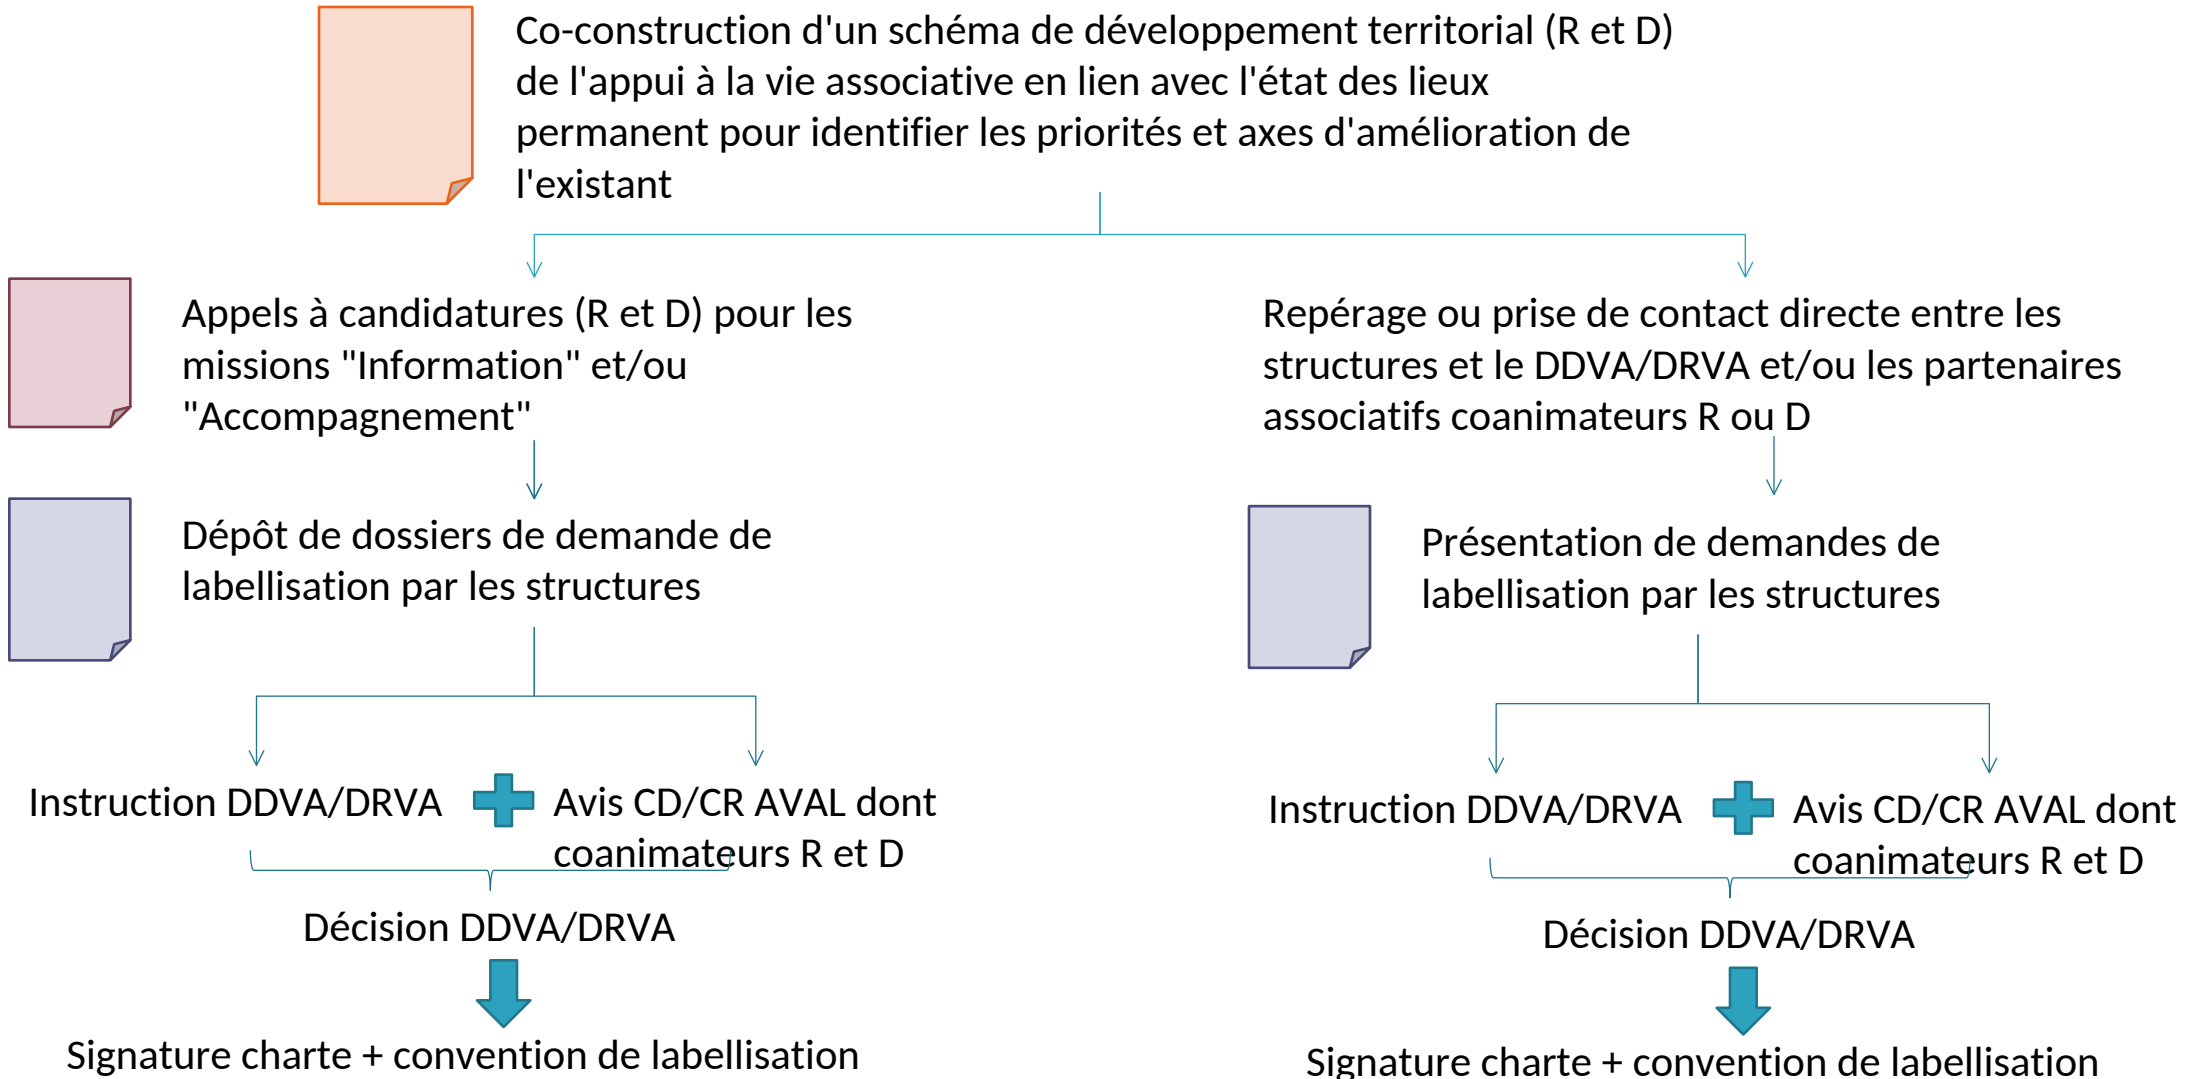 Co-construction d'un schéma de développement territorial (R et D)
de l'appui à la vie associative en lien avec l'état des lieux
permanent pour identifier les priorités et axes d'amélioration de
l'existant
Appels à candidatures (R et D) pour les
missions "Information" et/ou
"Accompagnement"
Repérage ou prise de contact directe entre les
structures et le DDVA/DRVA et/ou les partenaires
associatifs coanimateurs R ou D
Dépôt de dossiers de demande de
labellisation par les structures
Présentation de demandes de
labellisation par les structures
Instruction DDVA/DRVA
Avis CD/CR AVAL dont
coanimateurs R et D
Instruction DDVA/DRVA
Avis CD/CR AVAL dont
coanimateurs R et D
Décision DDVA/DRVA
Décision DDVA/DRVA
Signature charte + convention de labellisation
Signature charte + convention de labellisation